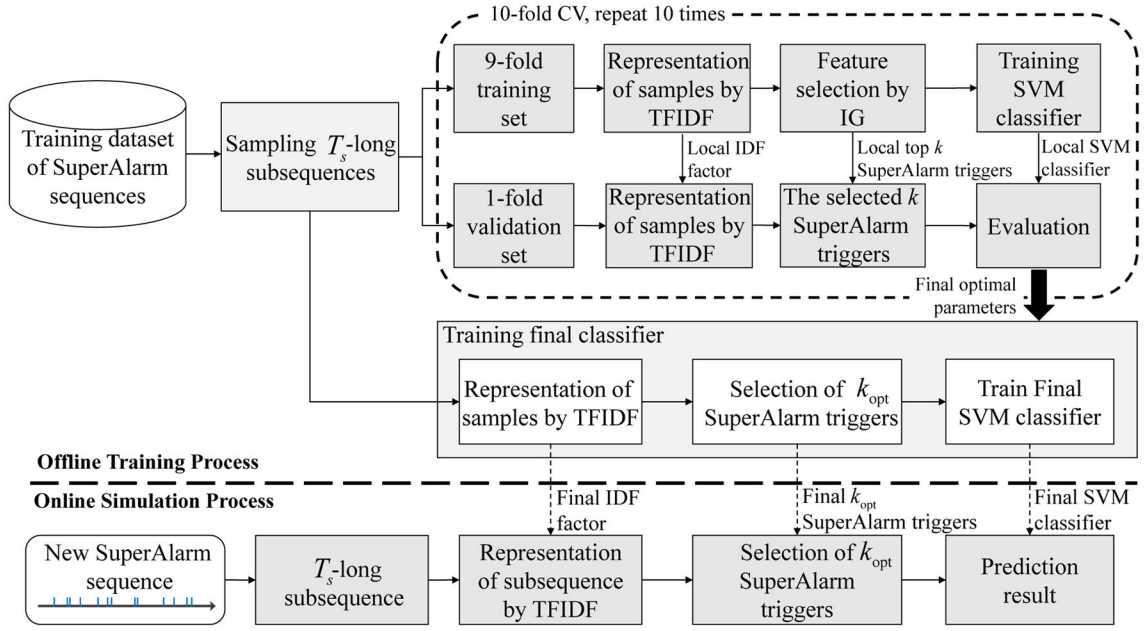 10-fold CV, repeat 10 times
Training dataset
of SuperAlarm
sequences
Sampling Ts-long
subsequences
9-fold
training
set
Representation
of samples by
TFIDF
Feature
selection by
IG
Training
SVM
classifier
Local IDF
factor
Local top k
SuperAlarm triggers
Local SVM
classifier
1-fold
validation
set
Representation
of samples by
TFIDF
The selected k
SuperAlarm
triggers
Evaluation
Final optimal
parameters
Training final classifier
Representation of
samples by TFIDF
Selection of kopt
SuperAlarm triggers
Train Final
SVM classifier
Offline Training Process
Online Simulation Process
Final IDF
factor
Final kopt
SuperAlarm triggers
Final SVM
classifier
New SuperAlarm
sequence
Ts-long
subsequence
Representation
of subsequence
by TFIDF
Selection of kopt
SuperAlarm
triggers
Prediction
result